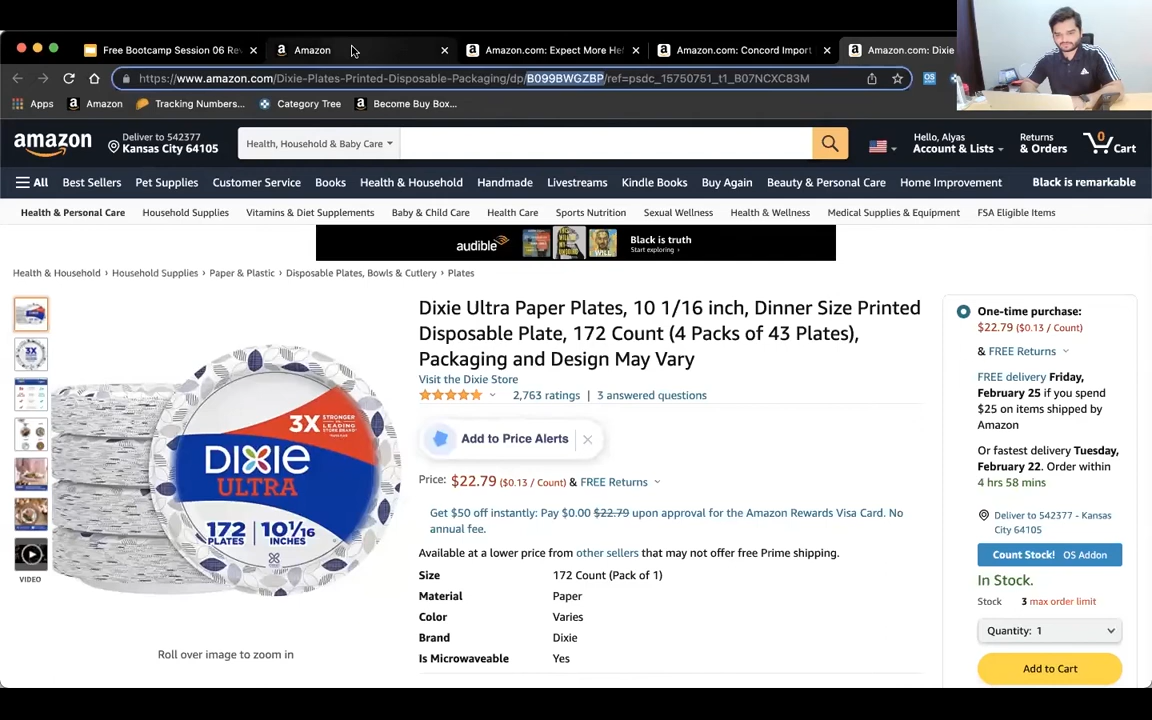 Free Bootcamp Session 06 Re
Amazon
Amazon.com: Expect More He
Amazon.com: Concord Import
Amazon.com: Dixie
https://www.amazon.com/Dixie-Plates-Printed-Disposable-Packaging/dp/B099BWGZBP/ref=psdc_15750751_t1_B07NCXC83M
OS
Apps
Amazon
Tracking Numbers...
Category Tree
Become Buy Box...
amazon
Deliver to 542377
Kansas City 64105
Health, Household & Baby Care
Hello, Alyas
Account & Lists
Returns
& Orders
0
Cart
All
Best Sellers
Pet Supplies
Customer Service
Books
Health & Household
Handmade
Livestreams
Kindle Books
Buy Again
Beauty & Personal Care
Home Improvement
Black is remarkable
Health & Personal Care
Household Supplies
Vitamins & Diet Supplements
Baby & Child Care
Health Care
Sports Nutrition
Sexual Wellness
Health & Wellness
Medical Supplies & Equipment
FSA Eligible Items
audible
Black is truth
Start exploring ›
Health & Household › Household Supplies › Paper & Plastic › Disposable Plates, Bowls & Cutlery › Plates
VIDEO
3X STRONGER
DIXIE
ULTRA
172 PLATES
10 1/16 INCHES
Roll over image to zoom in
Dixie Ultra Paper Plates, 10 1/16 inch, Dinner Size Printed
Disposable Plate, 172 Count (4 Packs of 43 Plates),
Packaging and Design May Vary
Visit the Dixie Store
2,763 ratings | 3 answered questions
Add to Price Alerts
Price: $22.79 ($0.13 / Count) & FREE Returns
Get $50 off instantly: Pay $0.00 $22.79 upon approval for the Amazon Rewards Visa Card. No
annual fee.
Available at a lower price from other sellers that may not offer free Prime shipping.
Size 172 Count (Pack of 1)
Material Paper
Color Varies
Brand Dixie
Is Microwaveable Yes
One-time purchase:
$22.79 ($0.13 / Count)
& FREE Returns
FREE delivery Friday,
February 25 if you spend
$25 on items shipped by
Amazon
Or fastest delivery Tuesday,
February 22. Order within
4 hrs 58 mins
Deliver to 542377 - Kansas
City 64105
Count Stock! OS Addon
In Stock.
Stock 3 max order limit
Quantity: 1
Add to Cart